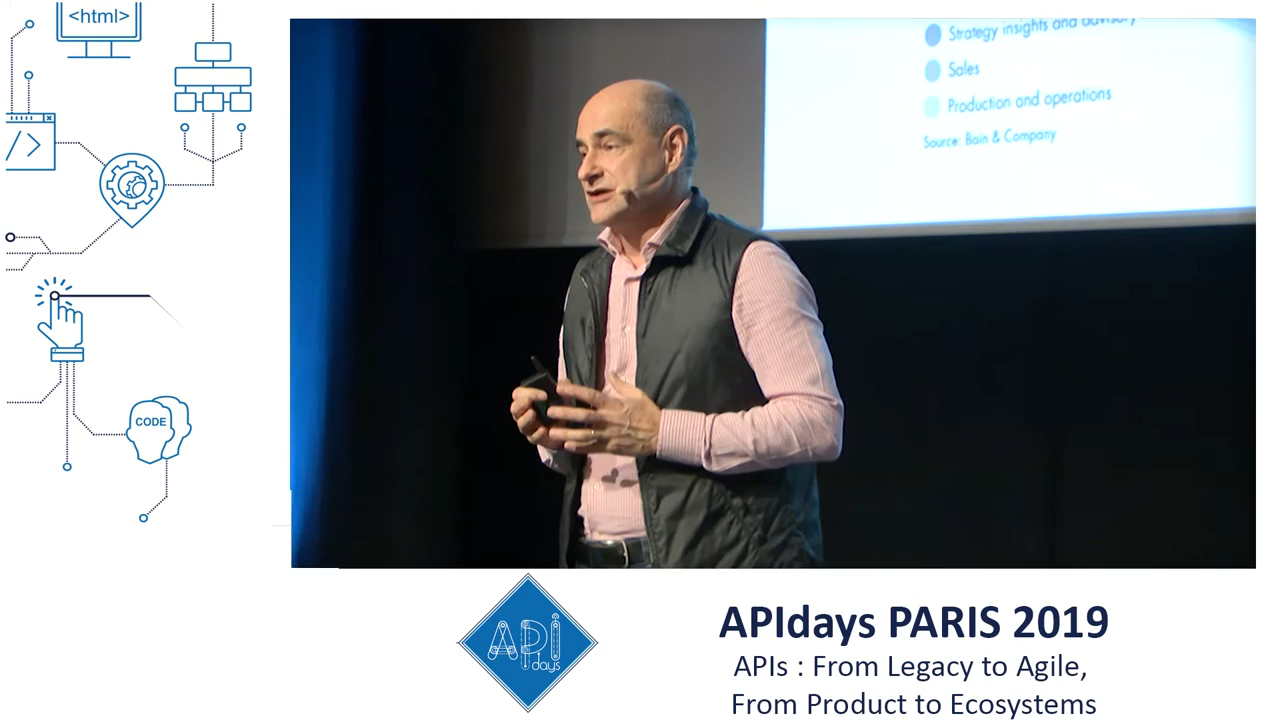 <html>
Strategy insights and advisory
Sales
Production and operations
Source: Bain & Company
/>
CODE
API
days
APIdays PARIS 2019
APIs : From Legacy to Agile,
From Product to Ecosystems